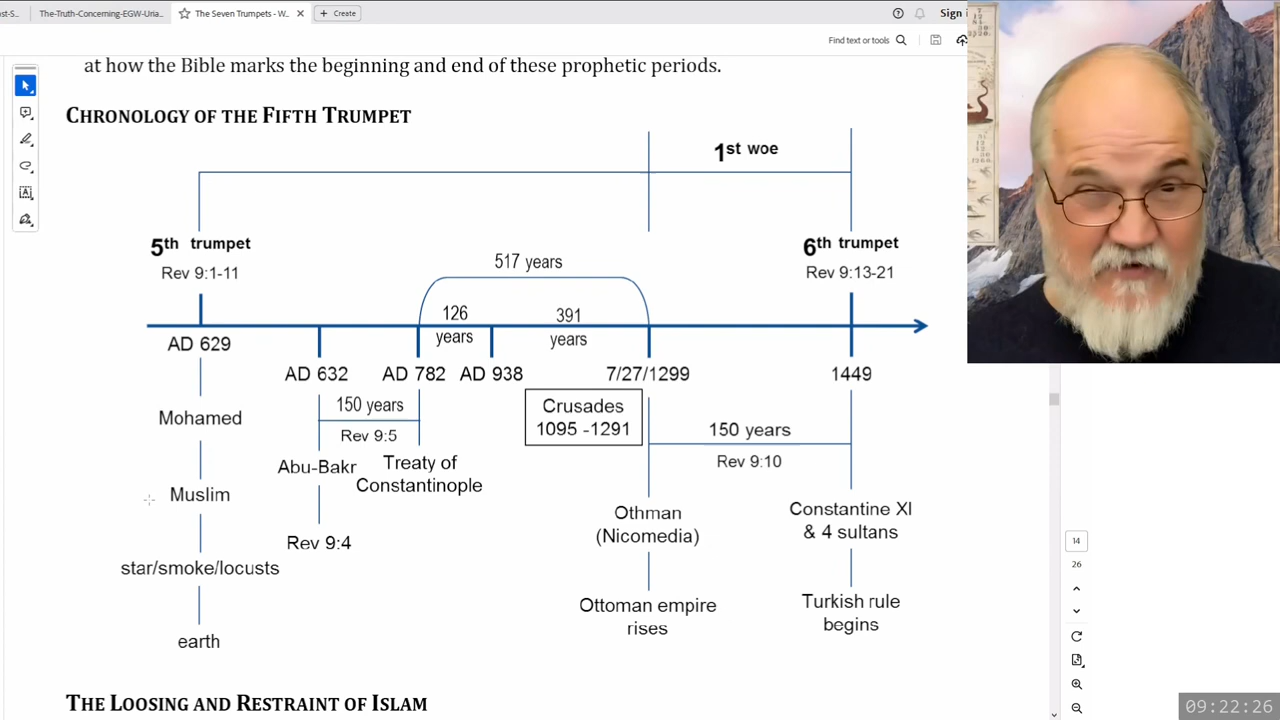 st-S...
The-Truth-Concerning-EGW-Uria...
The Seven Trumpets - W...
Create
Sign
Find text or tools
at how the Bible marks the beginning and end of these prophetic periods.
CHRONOLOGY OF THE FIFTH TRUMPET
1st woe
5th trumpet
Rev 9:1-11
6th trumpet
Rev 9:13-21
517 years
126
years
391
years
AD 629
AD 632
AD 782
AD 938
7/27/1299
1449
150 years
Rev 9:5
Crusades
1095 -1291
150 years
Rev 9:10
Mohamed
Abu-Bakr
Treaty of
Constantinople
Muslim
Othman
(Nicomedia)
Constantine XI
& 4 sultans
Rev 9:4
star/smoke/locusts
Ottoman empire
rises
Turkish rule
begins
earth
14
26
THE LOOSING AND RESTRAINT OF ISLAM
09:22:26